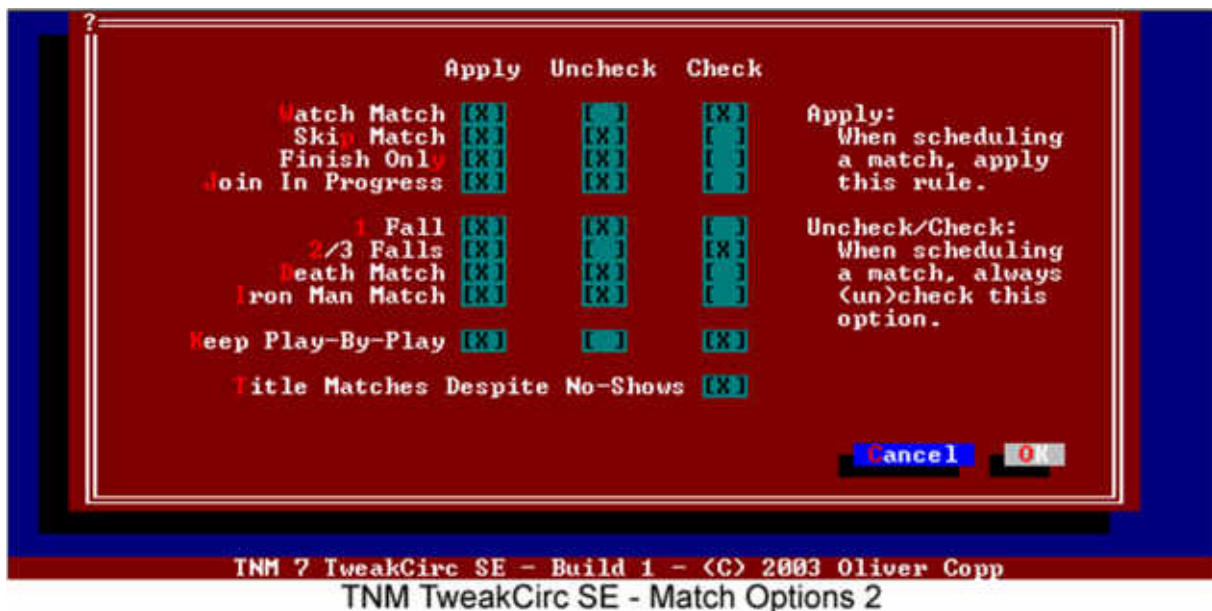 ?
Apply Uncheck Check
Watch Match [X] [ ] [X]
Skip Match [X] [X] [ ]
Finish Only [X] [X] [ ]
Join In Progress [X] [X] [ ]
1 Fall [X] [X] [ ]
2/3 Falls [X] [ ] [X]
Death Match [X] [X] [ ]
Iron Man Match [X] [X] [ ]
Keep Play-By-Play [X] [ ] [X]
Title Matches Despite No-Shows [X]
Apply:
When scheduling
a match, apply
this rule.
Uncheck/Check:
When scheduling
a match, always
(un)check this
option.
Cancel OK
TNM 7 TweakCirc SE - Build 1 - (C) 2003 Oliver Copp
TNM TweakCirc SE - Match Options 2